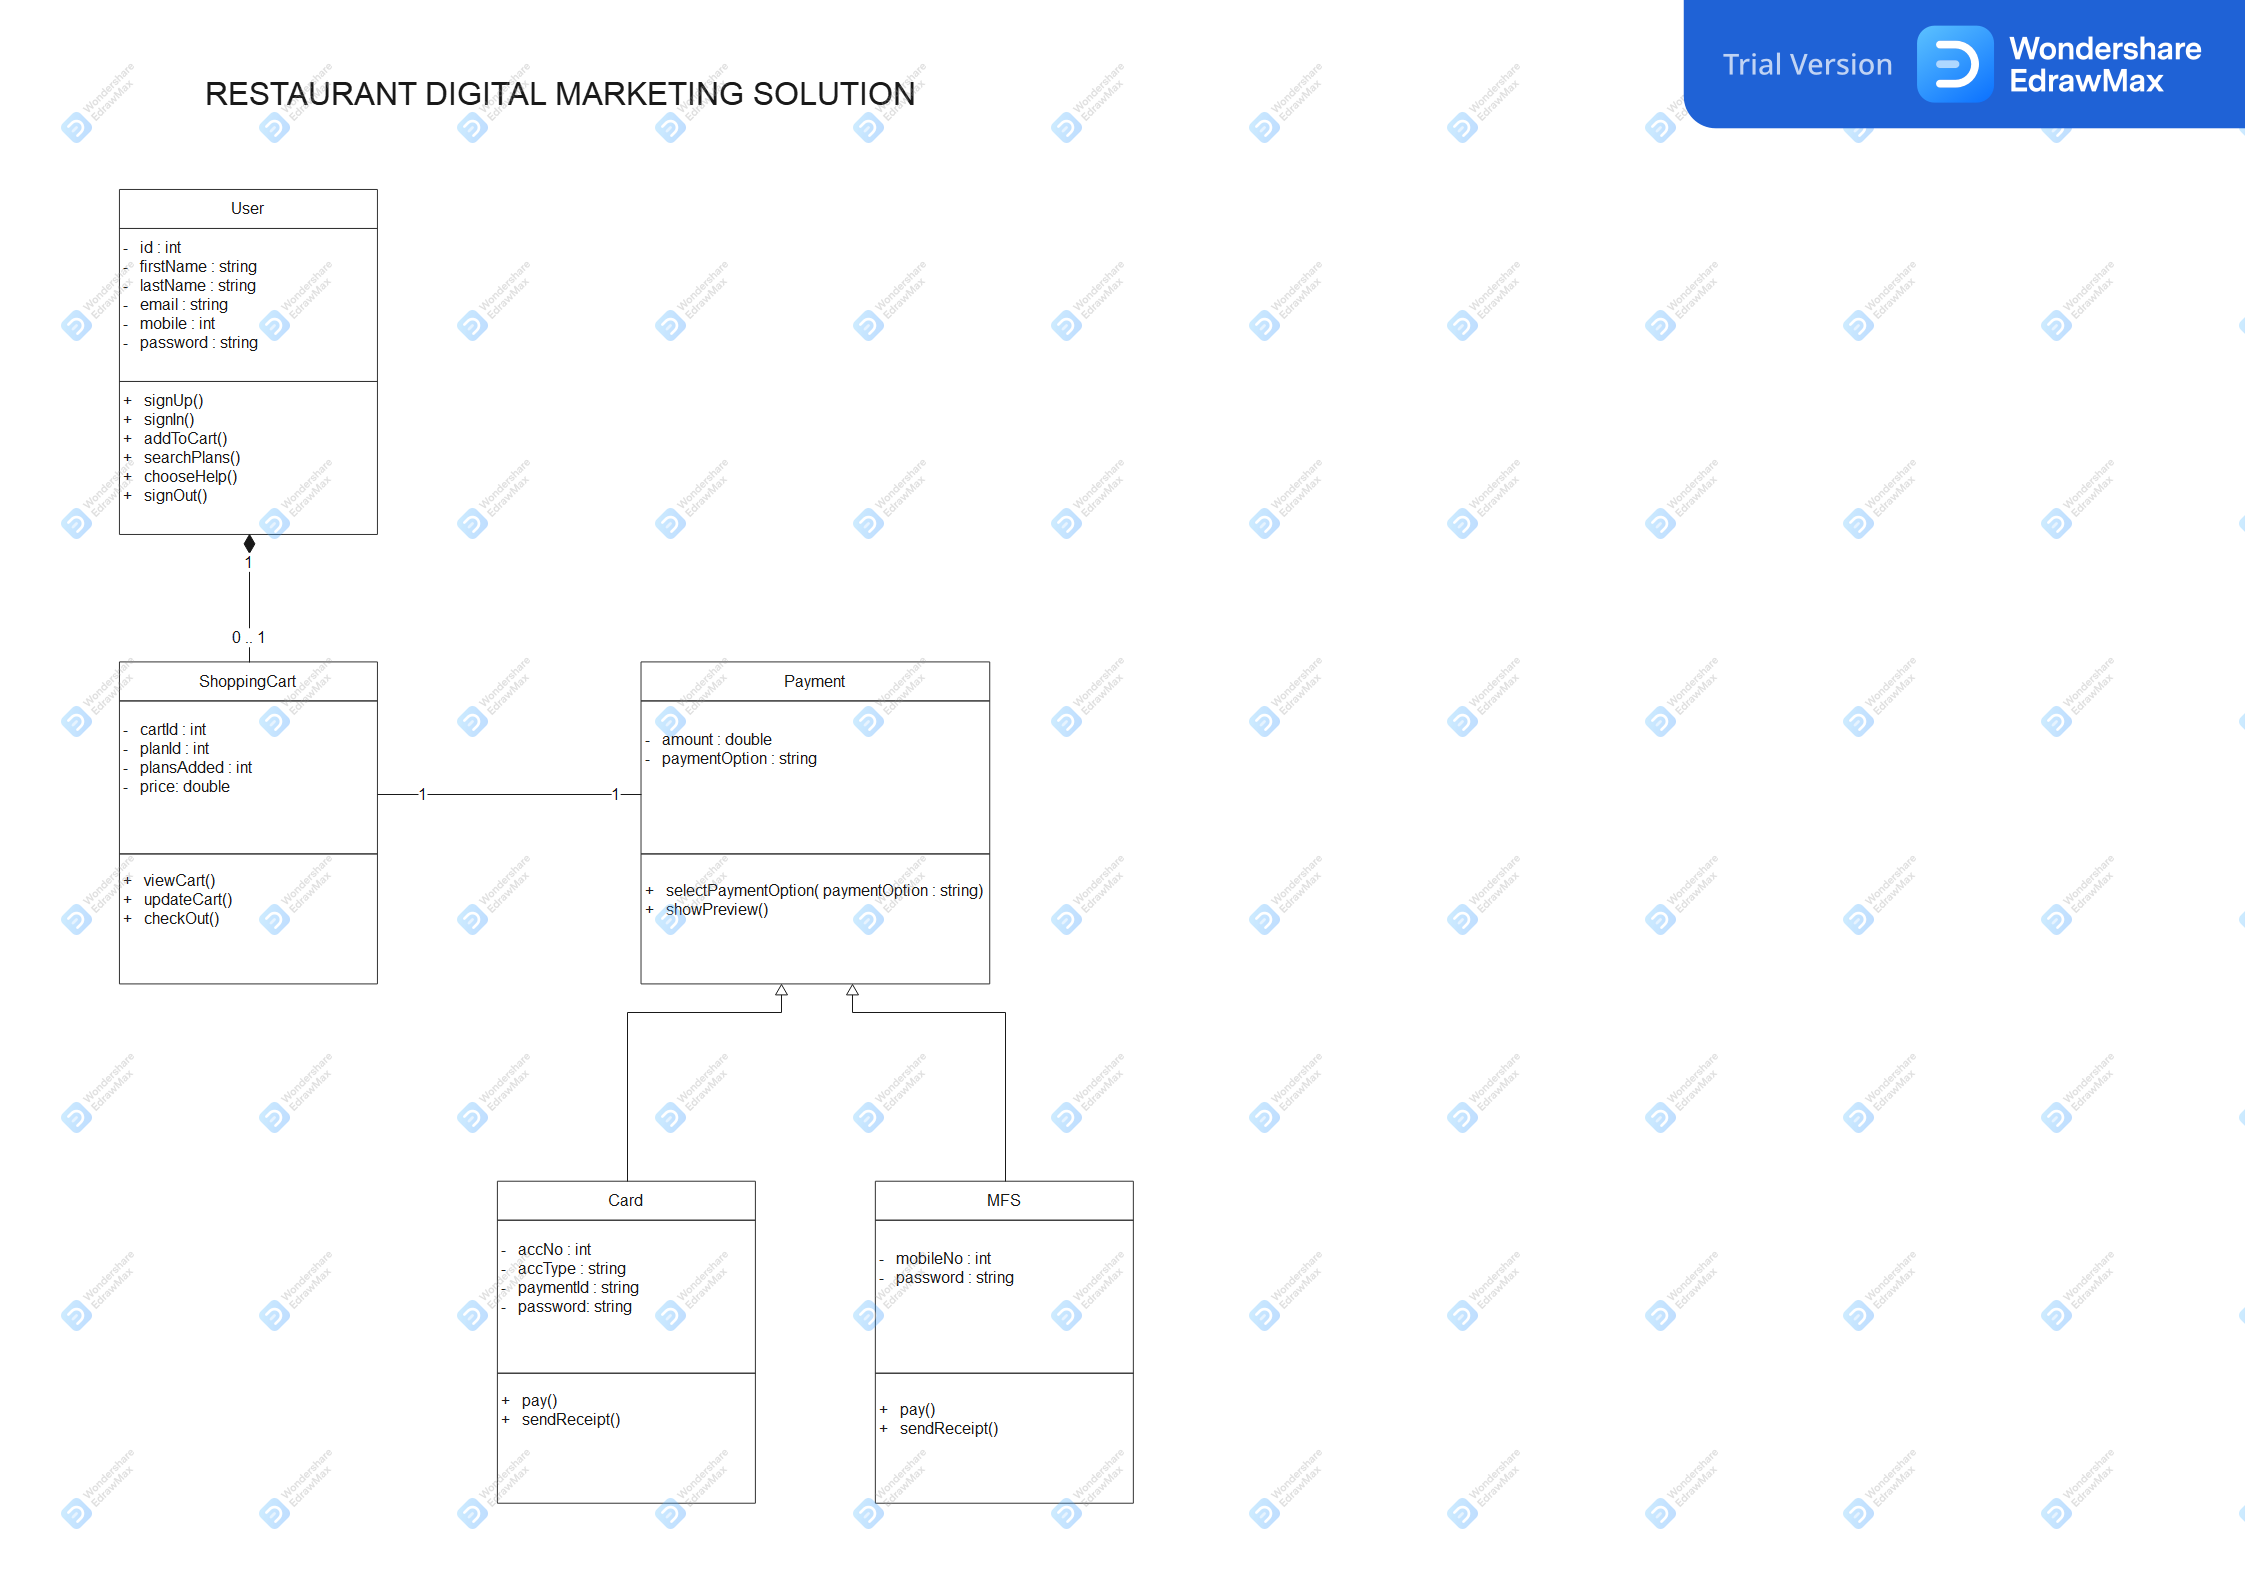 Trial Version
Wondershare
EdrawMax
RESTAURANT DIGITAL MARKETING SOLUTION
User
- id : int
- firstName : string
- lastName : string
- email : string
- mobile : int
- password : string
+ signUp()
+ signIn()
+ addToCart()
+ searchPlans()
+ chooseHelp()
+ signOut()
1
0 .. 1
ShoppingCart
- cartId : int
- planId : int
- plansAdded : int
- price: double
+ viewCart()
+ updateCart()
+ checkOut()
1
1
Payment
- amount : double
- paymentOption : string
+ selectPaymentOption( paymentOption : string)
+ showPreview()
Card
- accNo : int
- accType : string
- paymentId : string
- password: string
+ pay()
+ sendReceipt()
MFS
- mobileNo : int
- password : string
+ pay()
+ sendReceipt()